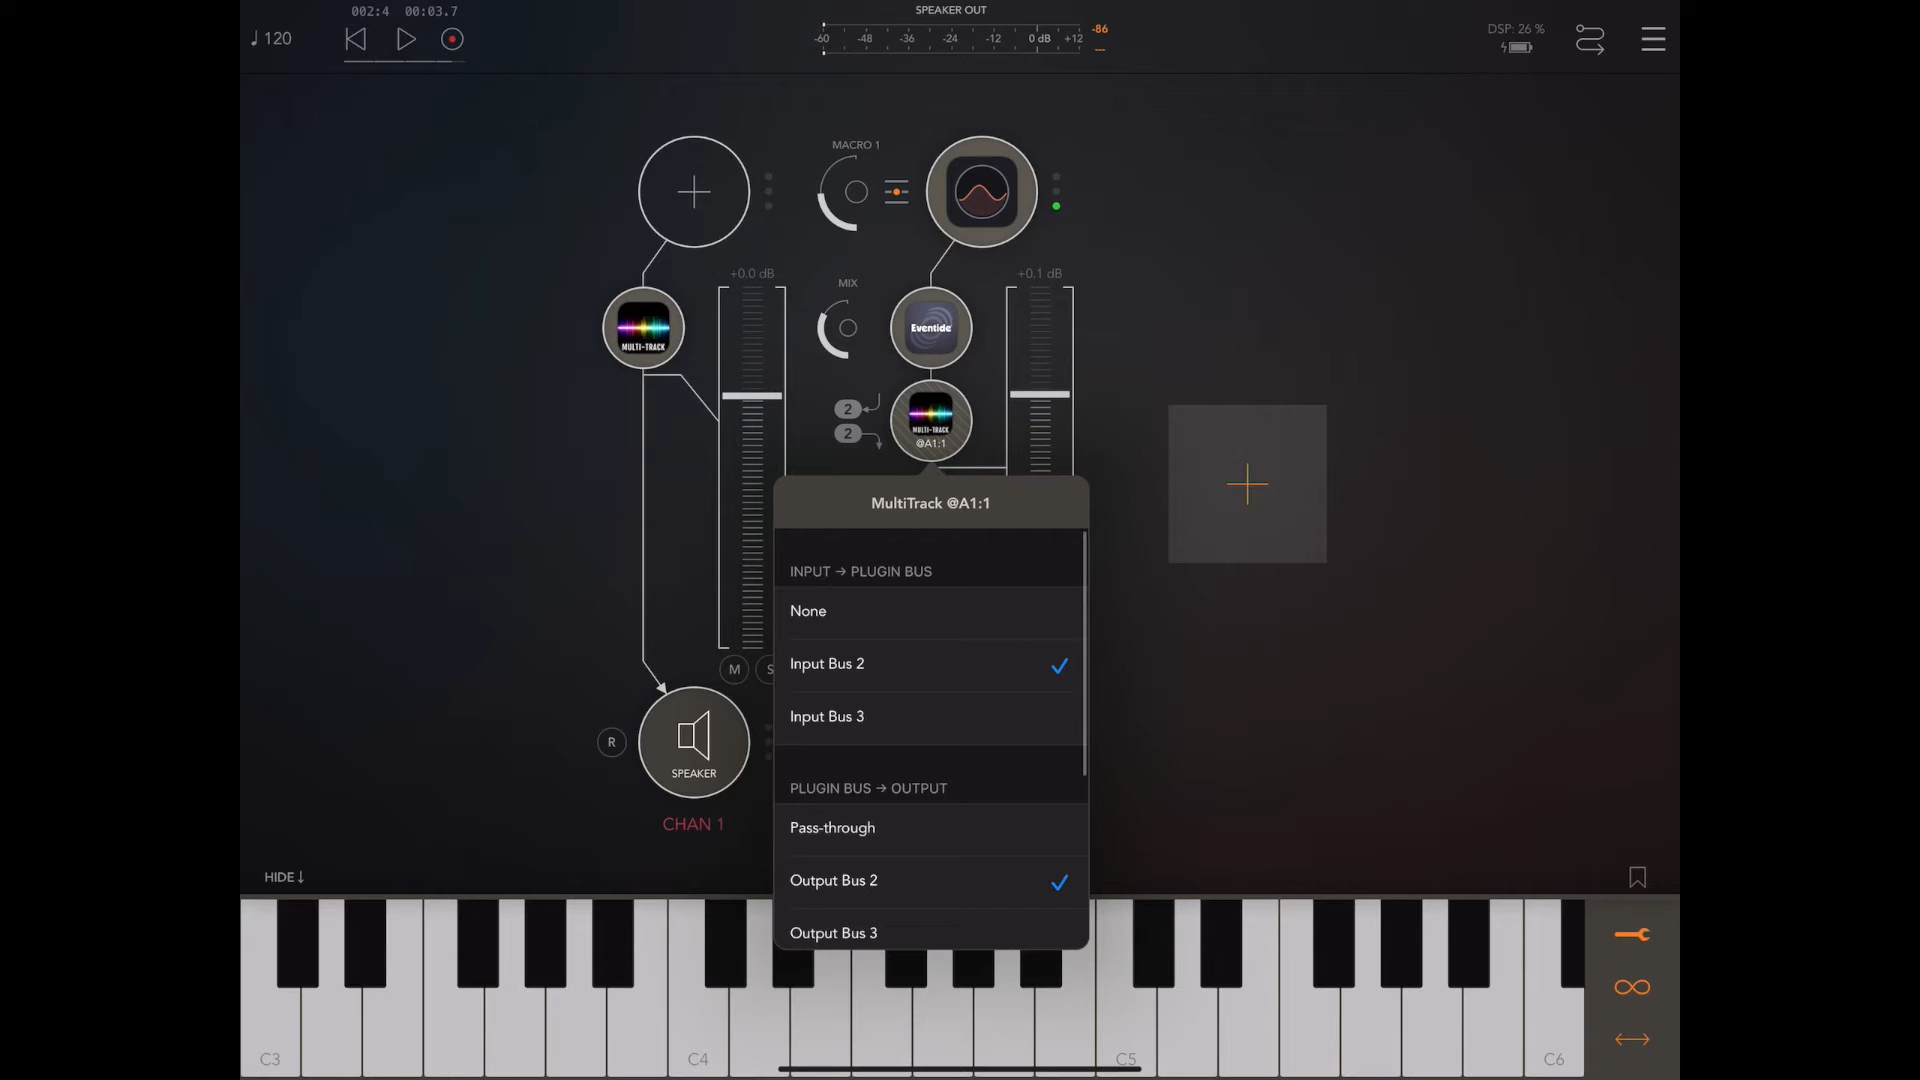 002:4 00:03.7
♩120
SPEAKER OUT
-60 -48 -36 -24 -12 0 dB +12
-86
---
DSP: 26 %
MACRO 1
+0.0 dB
MIX
+0.1 dB
MULTI-TRACK
Eventide
2
2
MULTI-TRACK
@A1:1
MultiTrack @A1:1
INPUT → PLUGIN BUS
None
Input Bus 2
Input Bus 3
PLUGIN BUS → OUTPUT
Pass-through
Output Bus 2
Output Bus 3
M
S
R
SPEAKER
CHAN 1
HIDE↓
C3 C4 C5 C6